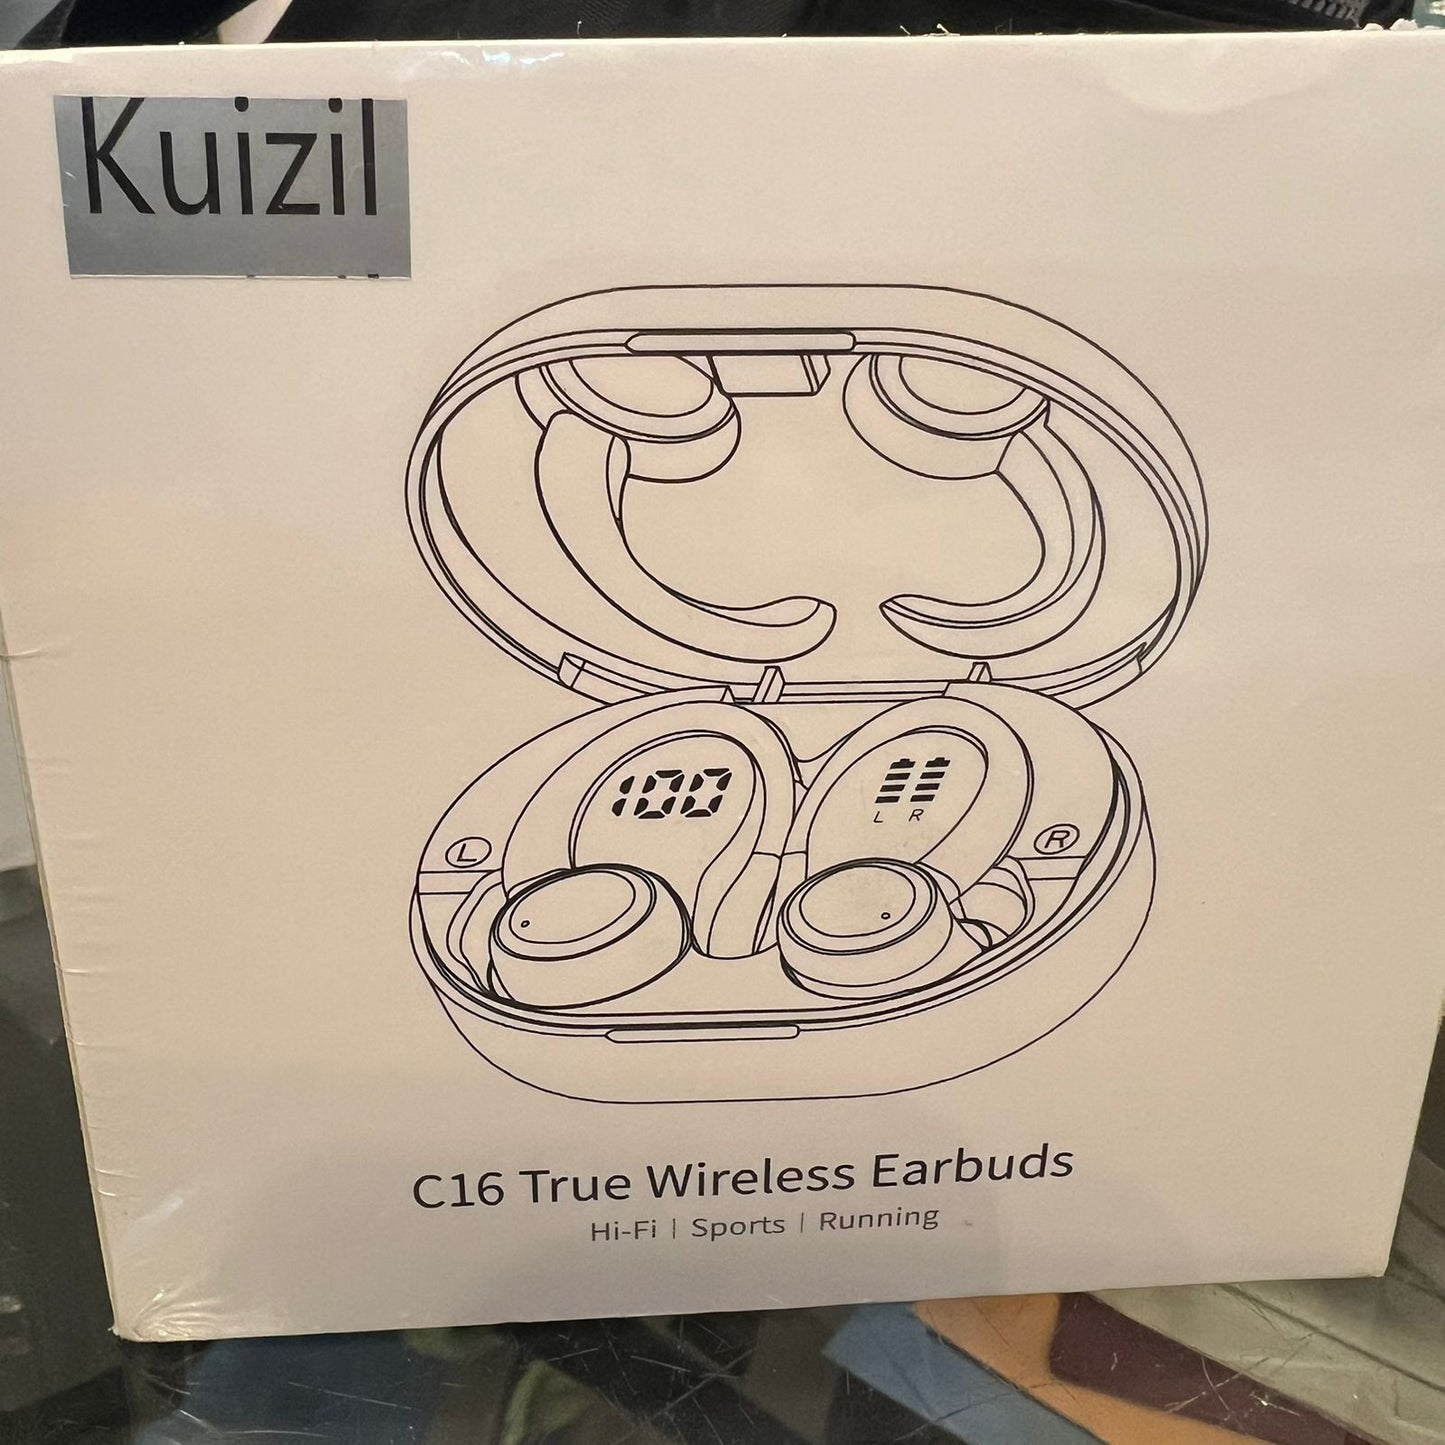 Kuizil
100
L R
L
R
C16 True Wireless Earbuds
Hi-Fi | Sports | Running